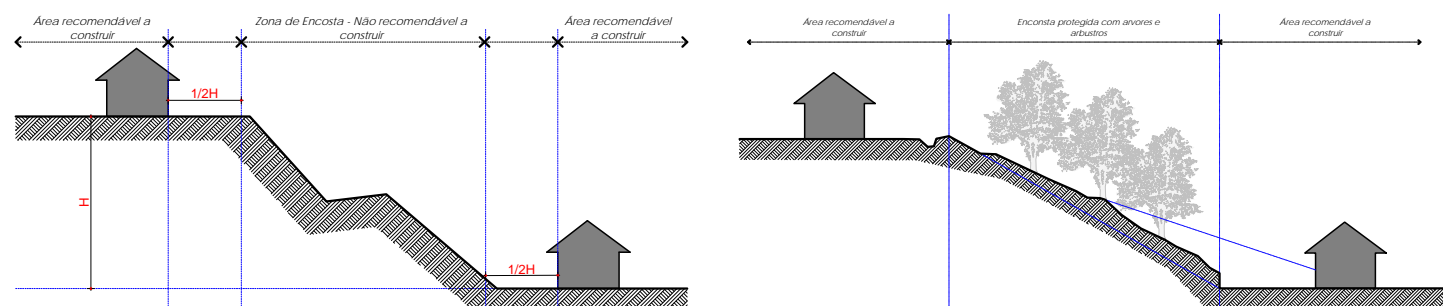 Área recomendável a
construir
Zona de Encosta - Não recomendável a
construir
Área recomendável
a construir
1/2H
H
1/2H
Área recomendável a
construir
Enconsta protegida com arvores e
arbustros
Área recomendável a
construir